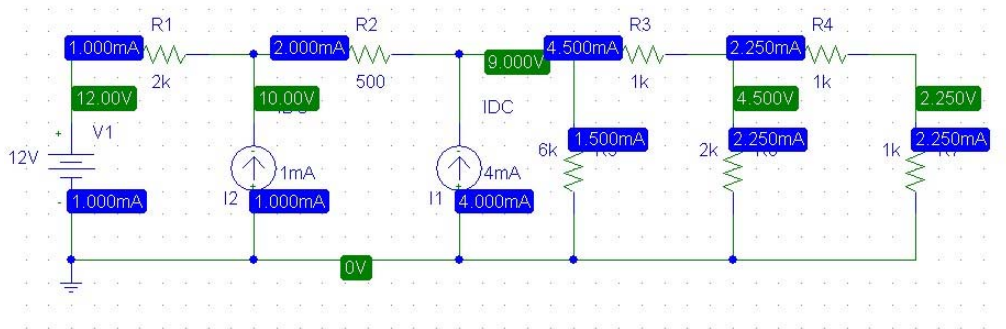 R1 R2 R3 R4
1.000mA 2.000mA 4.500mA 2.250mA
9.000V
2k 500 1k 1k
12.00V 10.00V 4.500V 2.250V
IDC
+ V1
1.500mA 2.250mA 2.250mA
12V 6k 2k 1k
1mA 4mA
- 1.000mA I2 1.000mA I1 4.000mA
0V